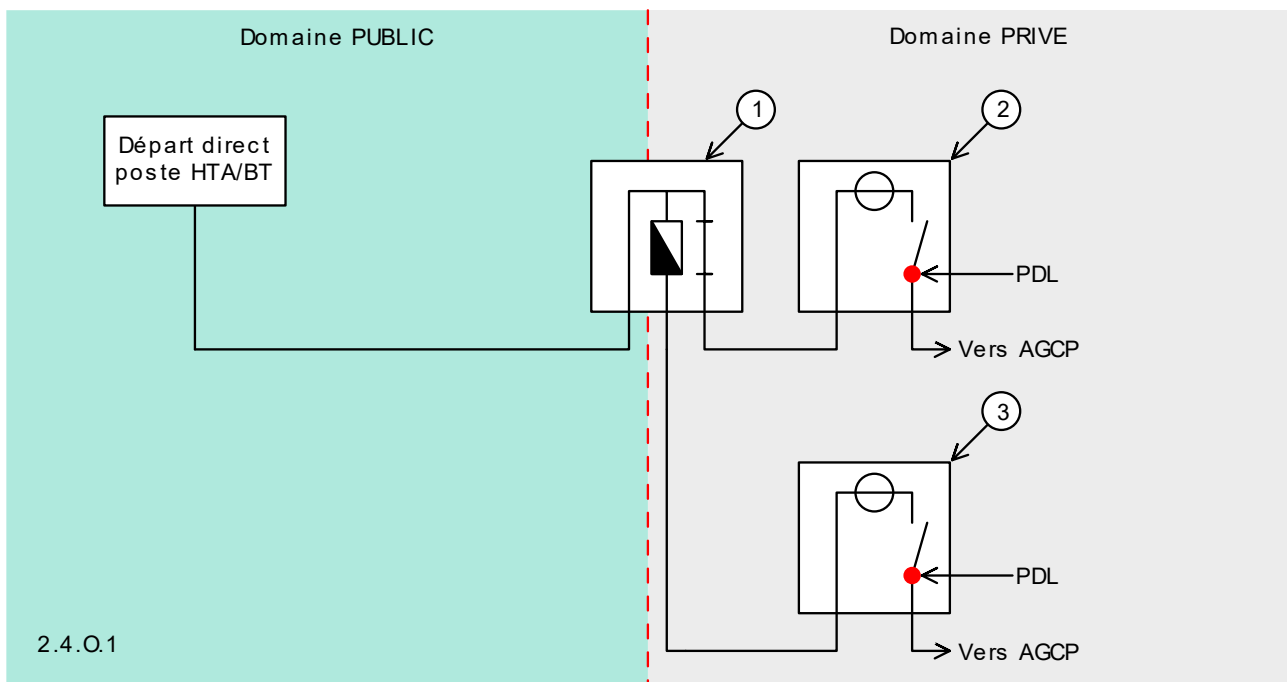 Domaine PUBLIC
Domaine PRIVE
1
2
Départ direct
poste HTA/BT
PDL
Vers AGCP
3
PDL
2.4.O.1
Vers AGCP